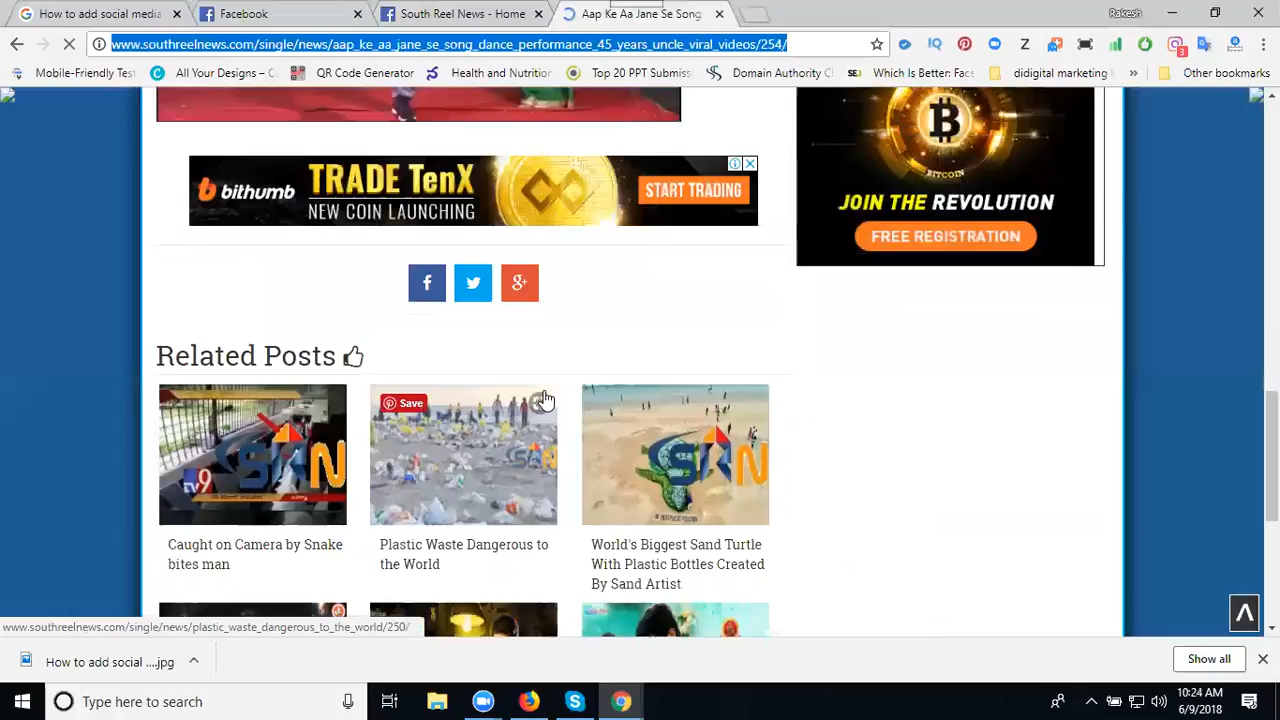 How to add social media
Facebook
South Reel News - Home
Aap Ke Aa Jane Se Song
Rakesh
www.southreelnews.com/single/news/aap_ke_aa_jane_se_song_dance_performance_45_years_uncle_viral_videos/254/
Mobile-Friendly Test
All Your Designs – C
QR Code Generator
Health and Nutrition
Top 20 PPT Submiss
Domain Authority C
Which Is Better: Fac
didigital marketing
»
Other bookmarks
bithumb
TRADE TenX
NEW COIN LAUNCHING
START TRADING
BITCOIN
JOIN THE REVOLUTION
FREE REGISTRATION
Related Posts
Save
SRN
TV9
Caught on Camera by Snake
bites man
Plastic Waste Dangerous to
the World
World's Biggest Sand Turtle
With Plastic Bottles Created
By Sand Artist
www.southreelnews.com/single/news/plastic_waste_dangerous_to_the_world/250/
How to add social ....jpg
Show all
Type here to search
10:24 AM
6/9/2018